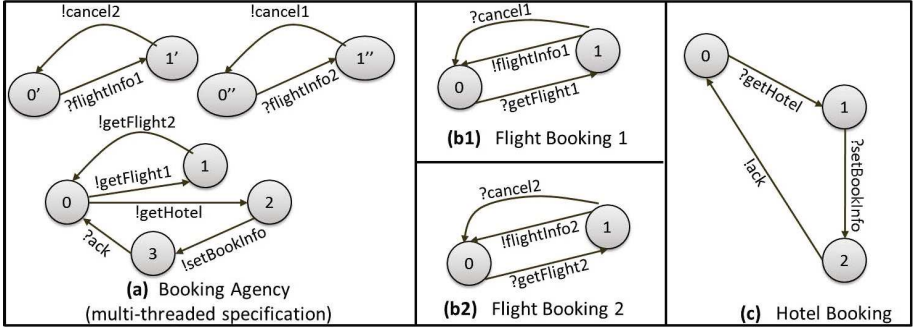 !cancel2
0'
1'
?flightInfo1
!cancel1
0''
1''
?flightInfo2
!getFlight2
0
!getFlight1
1
!getHotel
2
?ack
3
!setBookInfo
(a) Booking Agency
(multi-threaded specification)
?cancel1
0
!flightInfo1
1
?getFlight1
(b1) Flight Booking 1
?cancel2
0
!flightInfo2
1
?getFlight2
(b2) Flight Booking 2
0
?getHotel
1
?setBookInfo
!ack
2
(c) Hotel Booking